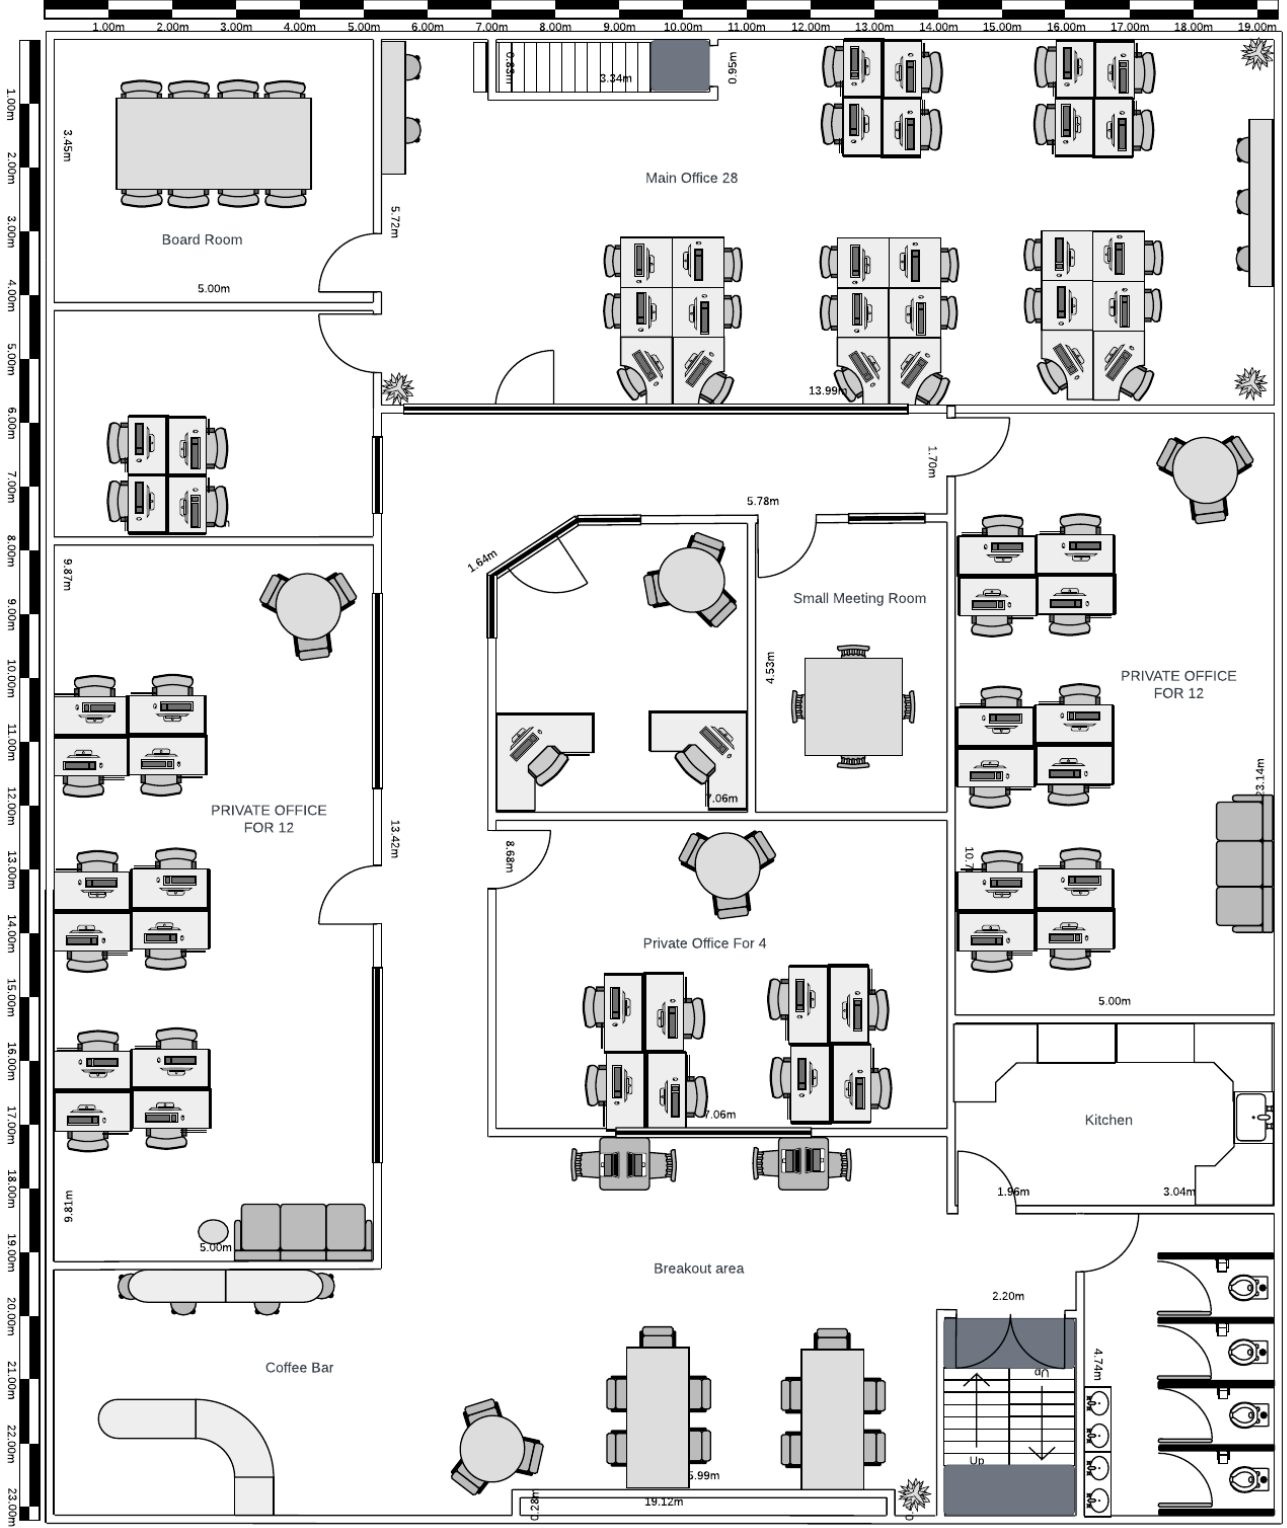 1.00m 2.00m 3.00m 4.00m 5.00m 6.00m 7.00m 8.00m 9.00m 10.00m 11.00m 12.00m 13.00m 14.00m 15.00m 16.00m 17.00m 18.00m 19.00m
1.00m
2.00m
3.00m
4.00m
5.00m
6.00m
7.00m
8.00m
9.00m
10.00m
11.00m
12.00m
13.00m
14.00m
15.00m
16.00m
17.00m
18.00m
19.00m
20.00m
21.00m
22.00m
23.00m
0.83m
3.34m
0.95m
3.45m
Main Office 28
5.72m
Board Room
5.00m
13.99m
1.70m
5.78m
1.64m
9.87m
Small Meeting Room
4.53m
PRIVATE OFFICE
FOR 12
23.14m
7.06m
PRIVATE OFFICE
FOR 12
13.42m
8.68m
Private Office For 4
5.00m
7.06m
Kitchen
1.96m
3.04m
9.81m
5.00m
Breakout area
2.20m
Coffee Bar
4.74m
Up
Up
5.99m
19.12m
0.28m